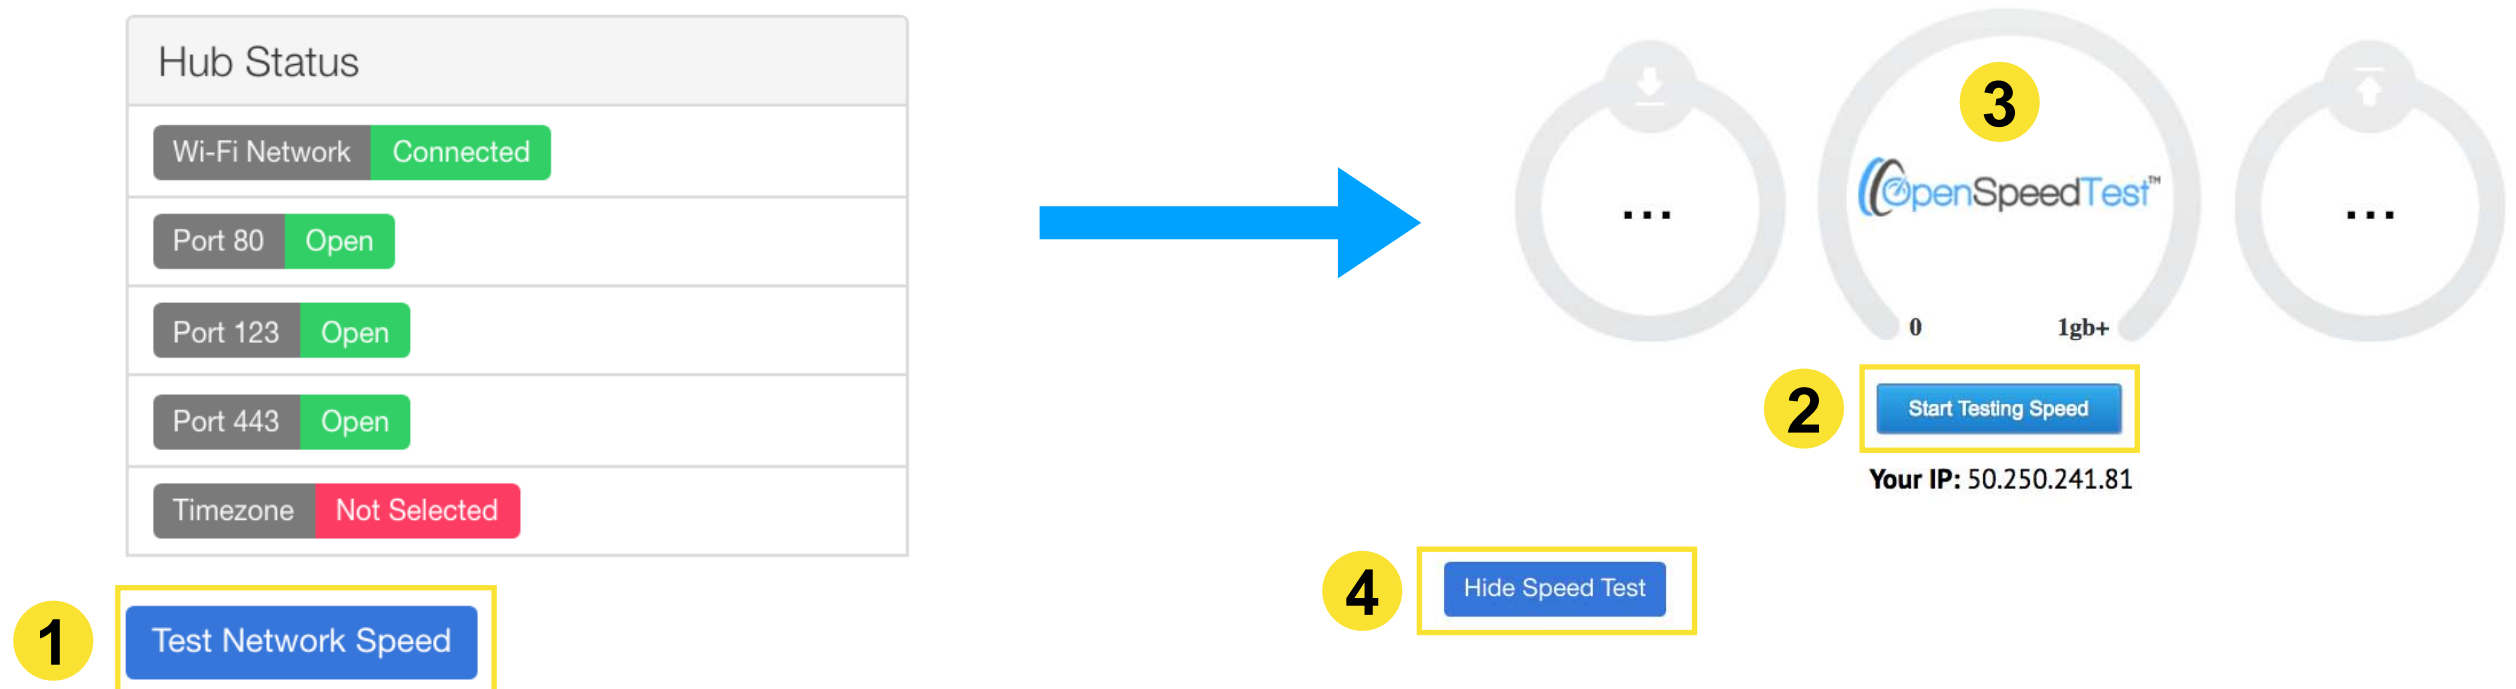 Hub Status
Wi-Fi Network Connected
Port 80 Open
Port 123 Open
Port 443 Open
Timezone Not Selected
1 Test Network Speed
3
OpenSpeedTest™
...
...
0 1gb+
2 Start Testing Speed
Your IP: 50.250.241.81
4 Hide Speed Test